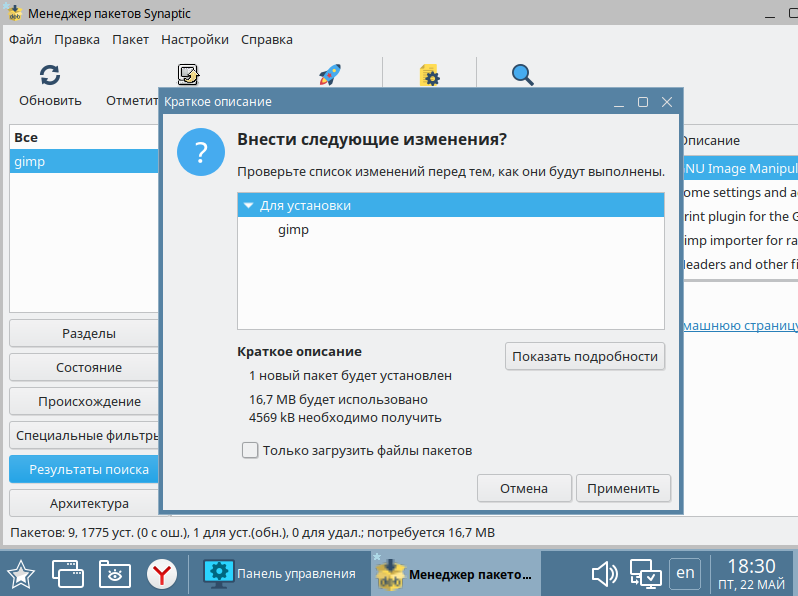 Менеджер пакетов Synaptic
Файл Правка Пакет Настройки Справка
Обновить Отметит
Все
gimp
Разделы
Состояние
Происхождение
Специальные фильтры
Результаты поиска
Архитектура
Краткое описание
Внести следующие изменения?
Проверьте список изменений перед тем, как они будут выполнены.
Для установки
gimp
Краткое описание
Показать подробности
1 новый пакет будет установлен
16,7 MB будет использовано
4569 kB необходимо получить
Только загрузить файлы пакетов
Отмена Применить
Описание
GNU Image Manipul
ome settings and a
rint plugin for the G
imp importer for ra
leaders and other fi
машнюю страницу
Пакетов: 9, 1775 уст. (0 с ош.), 1 для уст.(обн.), 0 для удал.; потребуется 16,7 MB
Панель управления
deb
Менеджер пакето...
en
18:30
ПТ, 22 МАЙ